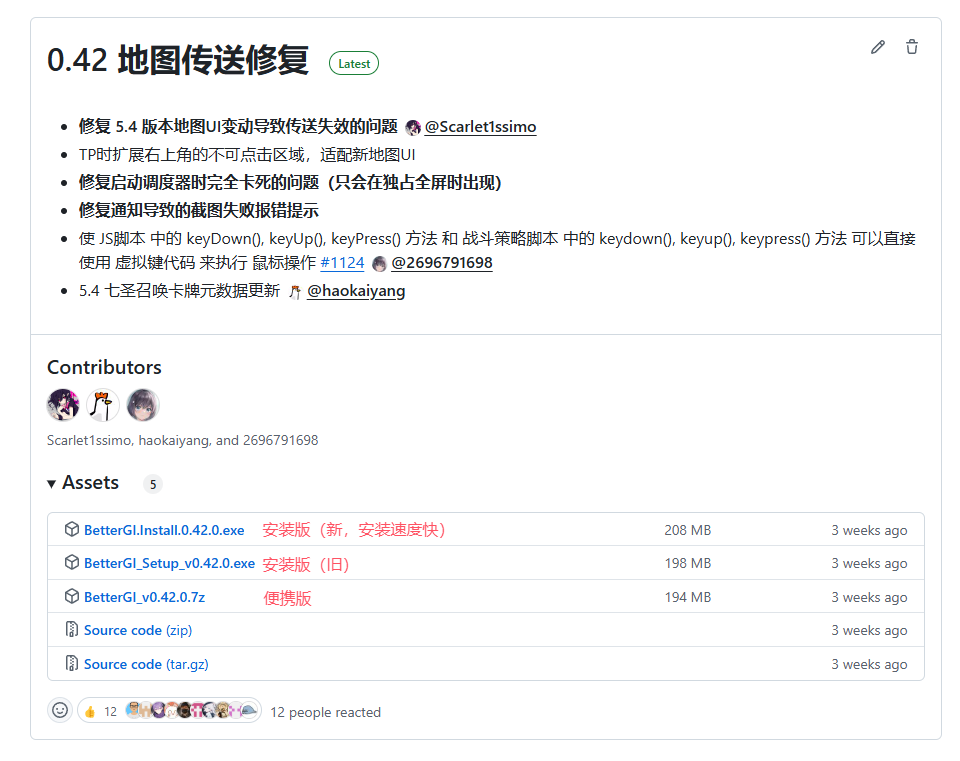 0.42 地图传送修复 Latest
修复 5.4 版本地图UI变动导致传送失效的问题 @Scarlet1ssimo
TP时扩展右上角的不可点击区域，适配新地图UI
修复启动调度器时完全卡死的问题（只会在独占全屏时出现）
修复通知导致的截图失败报错提示
使 JS脚本 中的 keyDown(), keyUp(), keyPress() 方法 和 战斗策略脚本 中的 keydown(), keyup(), keypress() 方法 可以直接
使用 虚拟键代码 来执行 鼠标操作 #1124 @2696791698
5.4 七圣召唤卡牌元数据更新 @haokaiyang
Contributors
Scarlet1ssimo, haokaiyang, and 2696791698
Assets 5
BetterGI.Install.0.42.0.exe 安装版（新，安装速度快） 208 MB 3 weeks ago
BetterGI_Setup_v0.42.0.exe 安装版（旧） 198 MB 3 weeks ago
BetterGI_v0.42.0.7z 便携版 194 MB 3 weeks ago
Source code (zip) 3 weeks ago
Source code (tar.gz) 3 weeks ago
12 12 people reacted